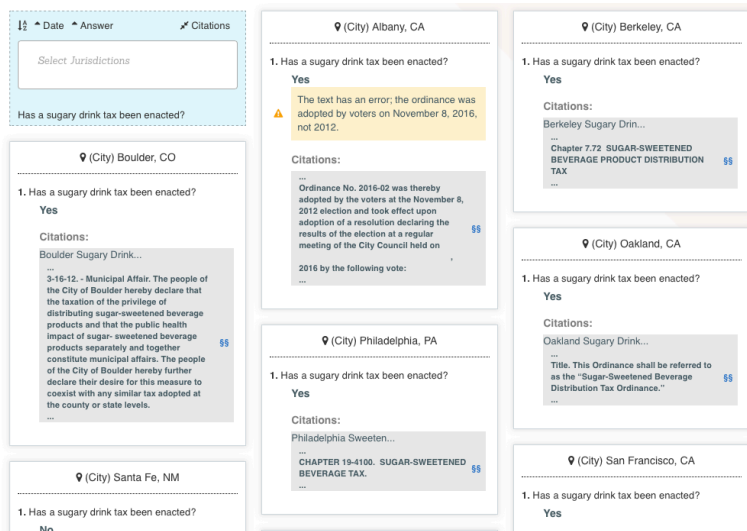 Date Answer Citations
Select Jurisdictions
Has a sugary drink tax been enacted?
(City) Boulder, CO
1. Has a sugary drink tax been enacted?
Yes
Citations:
Boulder Sugary Drink...
...
3-16-12. - Municipal Affair. The people of
the City of Boulder hereby declare that
the taxation of the privilege of
distributing sugar-sweetened beverage
products and that the public health
impact of sugar- sweetened beverage
products separately and together
constitute municipal affairs. The people
of the City of Boulder hereby further
declare their desire for this measure to
coexist with any similar tax adopted at
the county or state levels.
...
§§
(City) Santa Fe, NM
1. Has a sugary drink tax been enacted?
No
(City) Albany, CA
1. Has a sugary drink tax been enacted?
Yes
The text has an error; the ordinance was
adopted by voters on November 8, 2016,
not 2012.
Citations:
...
Ordinance No. 2016-02 was thereby
adopted by the voters at the November 8,
2012 election and took effect upon
adoption of a resolution declaring the
results of the election at a regular
meeting of the City Council held on
,
2016 by the following vote:
...
§§
(City) Philadelphia, PA
1. Has a sugary drink tax been enacted?
Yes
Citations:
Philadelphia Sweeten...
...
CHAPTER 19-4100. SUGAR-SWEETENED
BEVERAGE TAX.
...
§§
(City) Berkeley, CA
1. Has a sugary drink tax been enacted?
Yes
Citations:
Berkeley Sugary Drin...
...
Chapter 7.72 SUGAR-SWEETENED
BEVERAGE PRODUCT DISTRIBUTION
TAX
...
§§
(City) Oakland, CA
1. Has a sugary drink tax been enacted?
Yes
Citations:
Oakland Sugary Drink...
...
Title. This Ordinance shall be referred to
as the “Sugar-Sweetened Beverage
Distribution Tax Ordinance.”
...
§§
(City) San Francisco, CA
1. Has a sugary drink tax been enacted?
Yes